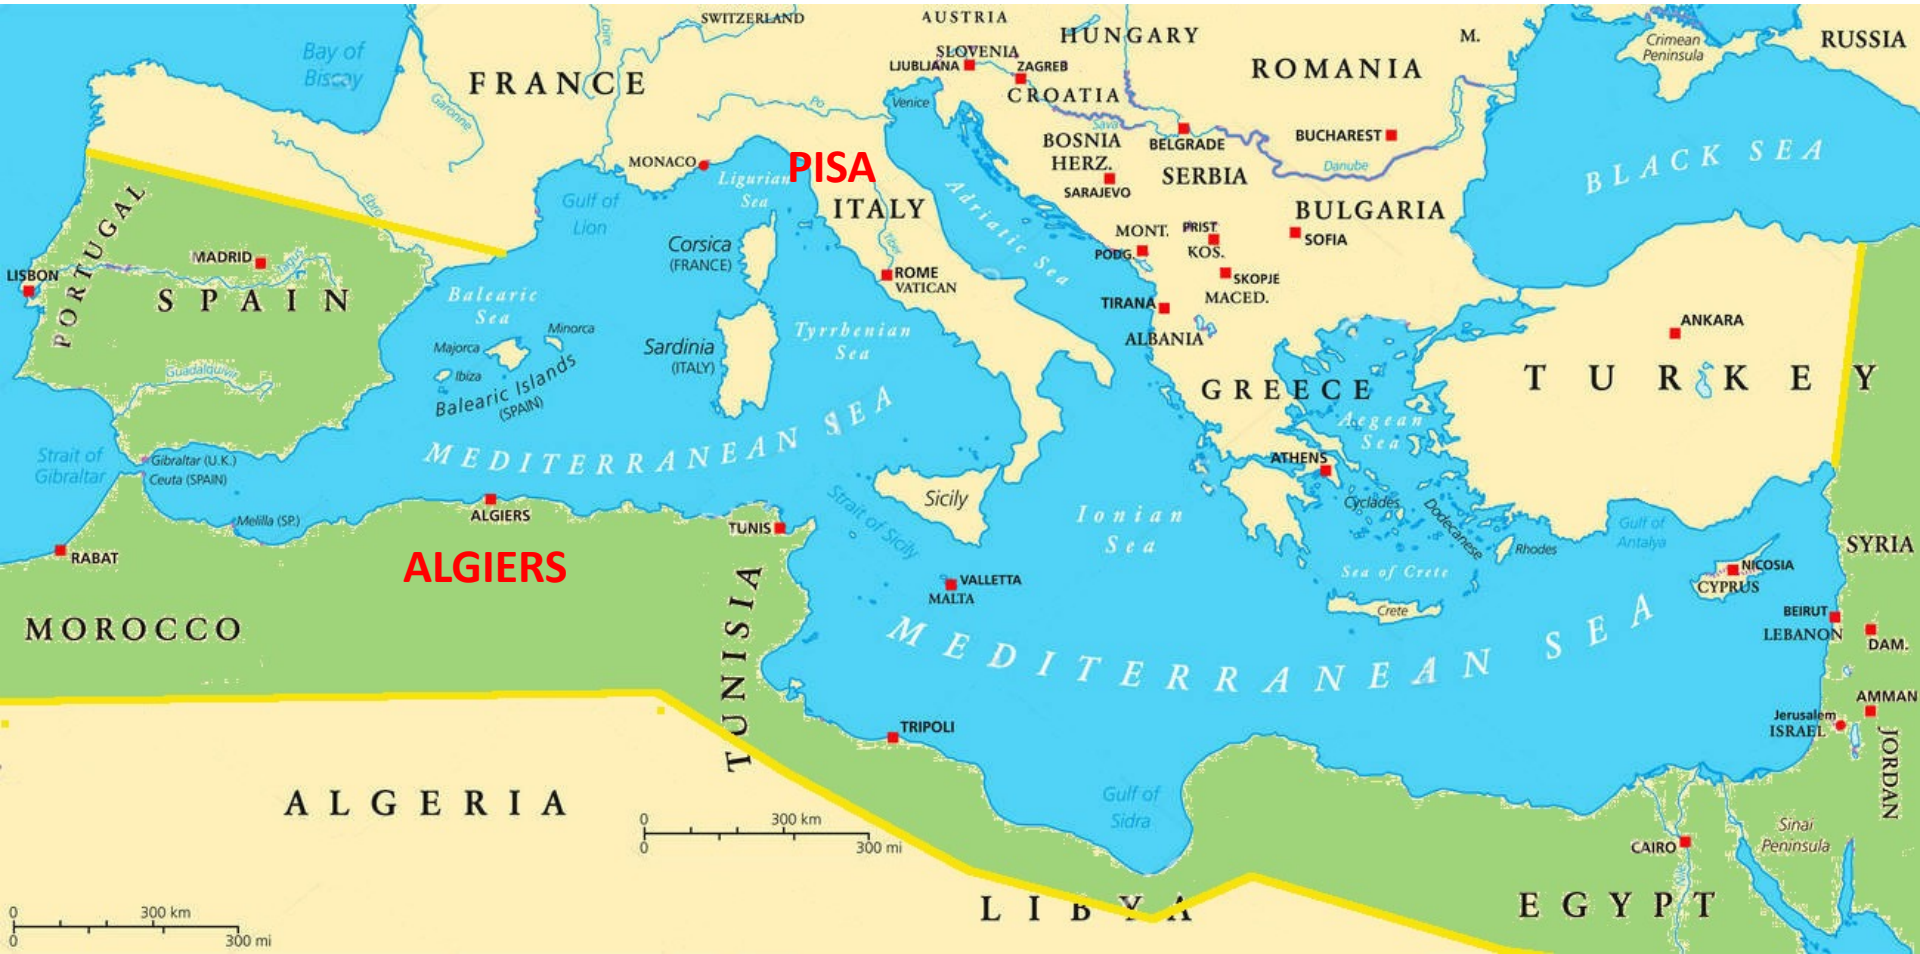 Bay of
Biscay
FRANCE
Loire
Garonne
SWITZERLAND
AUSTRIA
HUNGARY
SLOVENIA
LJUBLJANA
ZAGREB
CROATIA
ROMANIA
M.
Crimean
Peninsula
RUSSIA
Po
Venice
Sava
BOSNIA
HERZ.
SARAJEVO
BELGRADE
SERBIA
BUCHAREST
Danube
BLACK SEA
MONACO
Ligurian
Sea
PISA
ITALY
Tiber
Adriatic Sea
MONT.
PODG.
PRIST
KOS.
BULGARIA
SOFIA
SKOPJE
MACED.
TIRANA
ALBANIA
Gulf of
Lion
Corsica
(FRANCE)
ROME
VATICAN
Ebro
PORTUGAL
LISBON
MADRID
SPAIN
Guadalquivir
Balearic
Sea
Minorca
Majorca
Ibiza
Balearic Islands
(SPAIN)
Sardinia
(ITALY)
Tyrrhenian
Sea
MEDITERRANEAN SEA
GREECE
Aegean
Sea
ATHENS
Cyclades
Dodecanese
Rhodes
ANKARA
TURKEY
Strait of
Gibraltar
Gibraltar (U.K.)
Ceuta (SPAIN)
Melilla (SP.)
RABAT
MOROCCO
ALGIERS
ALGIERS
TUNIS
TUNISIA
Strait of Sicily
Sicily
VALLETTA
MALTA
Ionian
Sea
Sea of Crete
Crete
Gulf of
Antalya
NICOSIA
CYPRUS
SYRIA
BEIRUT
LEBANON
DAM.
AMMAN
Jerusalem
ISRAEL
JORDAN
MEDITERRANEAN SEA
TRIPOLI
Gulf of
Sidra
ALGERIA
LIBYA
CAIRO
Sinai
Peninsula
EGYPT
0 300 km
0 300 mi
0 300 km
0 300 mi